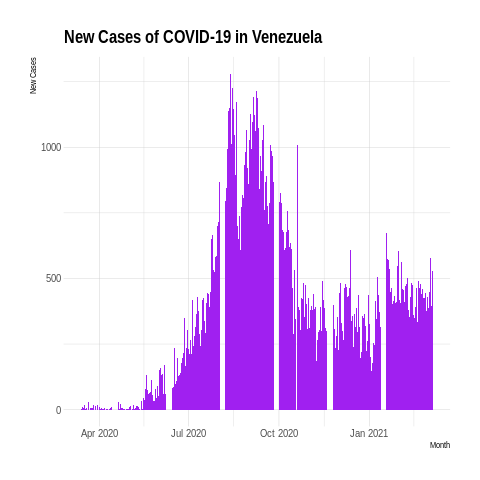 New Cases of COVID-19 in Venezuela
New Cases
1000
500
0
Apr 2020 Jul 2020 Oct 2020 Jan 2021
Month